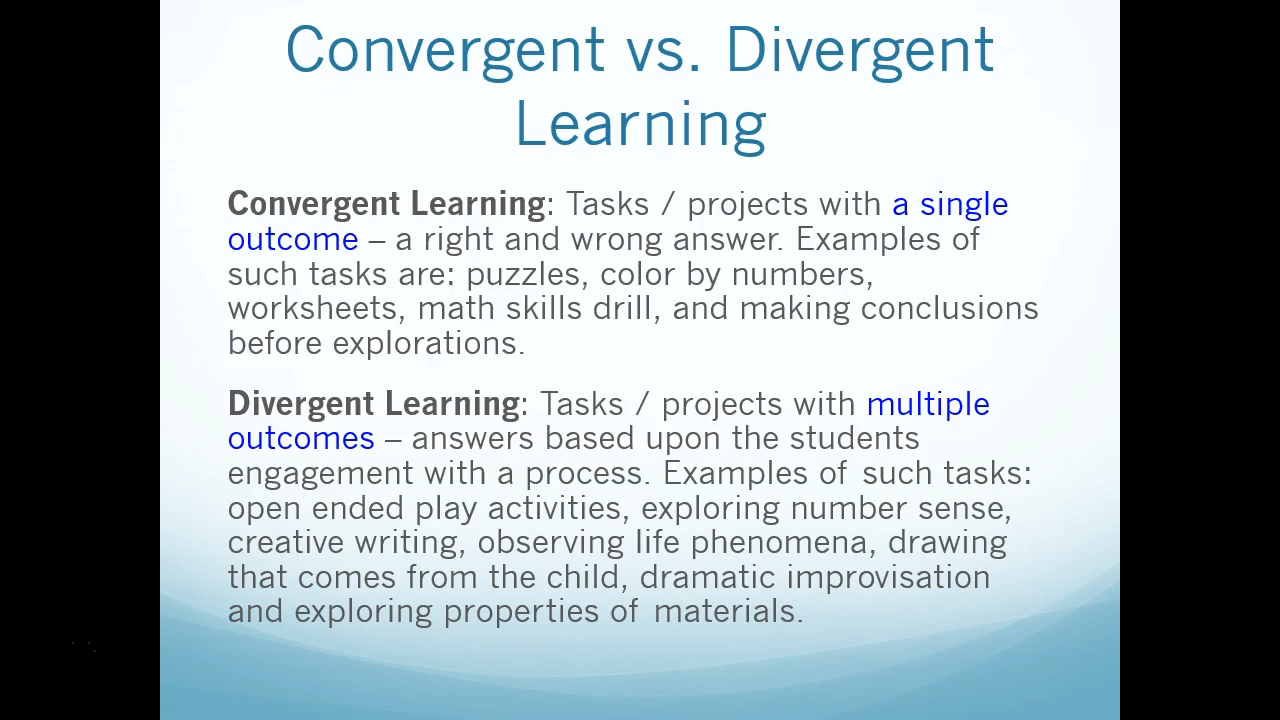 Convergent vs. Divergent
Learning
Convergent Learning: Tasks / projects with a single
outcome – a right and wrong answer. Examples of
such tasks are: puzzles, color by numbers,
worksheets, math skills drill, and making conclusions
before explorations.
Divergent Learning: Tasks / projects with multiple
outcomes – answers based upon the students
engagement with a process. Examples of such tasks:
open ended play activities, exploring number sense,
creative writing, observing life phenomena, drawing
that comes from the child, dramatic improvisation
and exploring properties of materials.